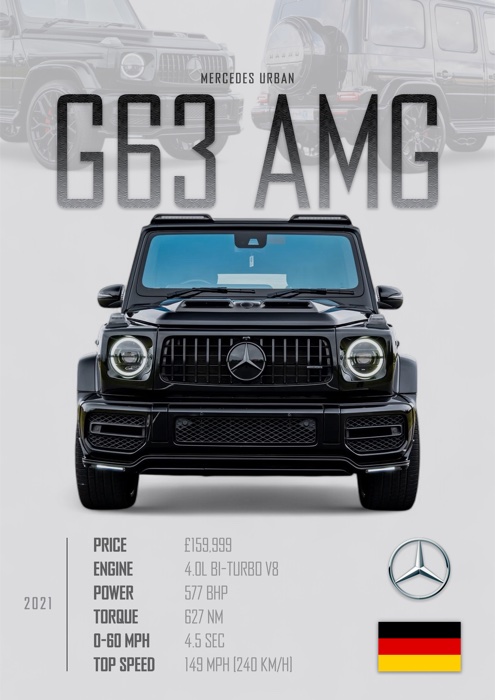 MERCEDES URBAN
G63 AMG
2021
PRICE £159,999
ENGINE 4.0L BI-TURBO V8
POWER 577 BHP
TORQUE 627 NM
0-60 MPH 4.5 SEC
TOP SPEED 149 MPH (240 KM/H)